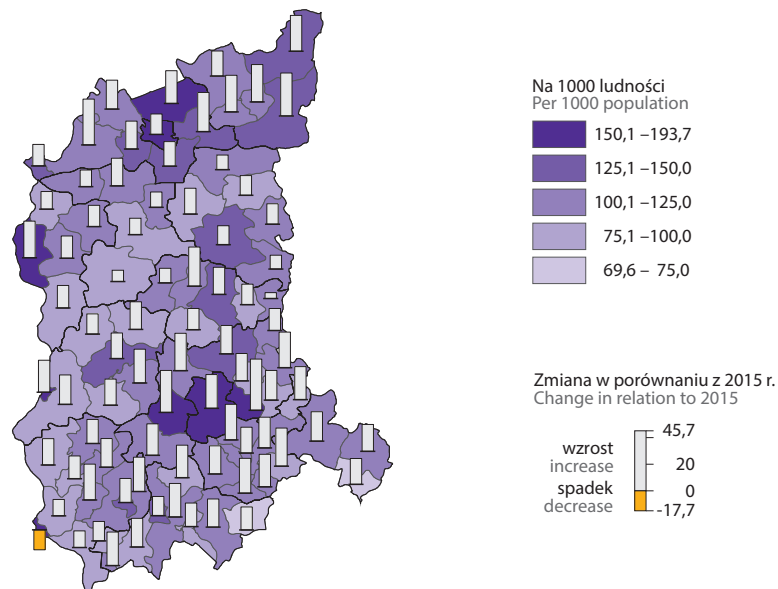 Na 1000 ludności
Per 1000 population
150,1 –193,7
125,1 –150,0
100,1 –125,0
75,1 –100,0
69,6 – 75,0
Zmiana w porównaniu z 2015 r.
Change in relation to 2015
wzrost
increase
spadek
decrease
45,7
20
0
-17,7